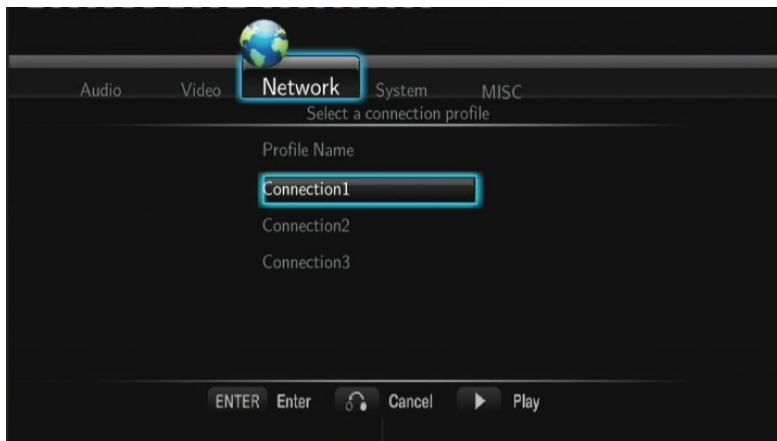 Audio Video Network System MISC
Select a connection profile
Profile Name
Connection1
Connection2
Connection3
ENTER Enter Cancel Play